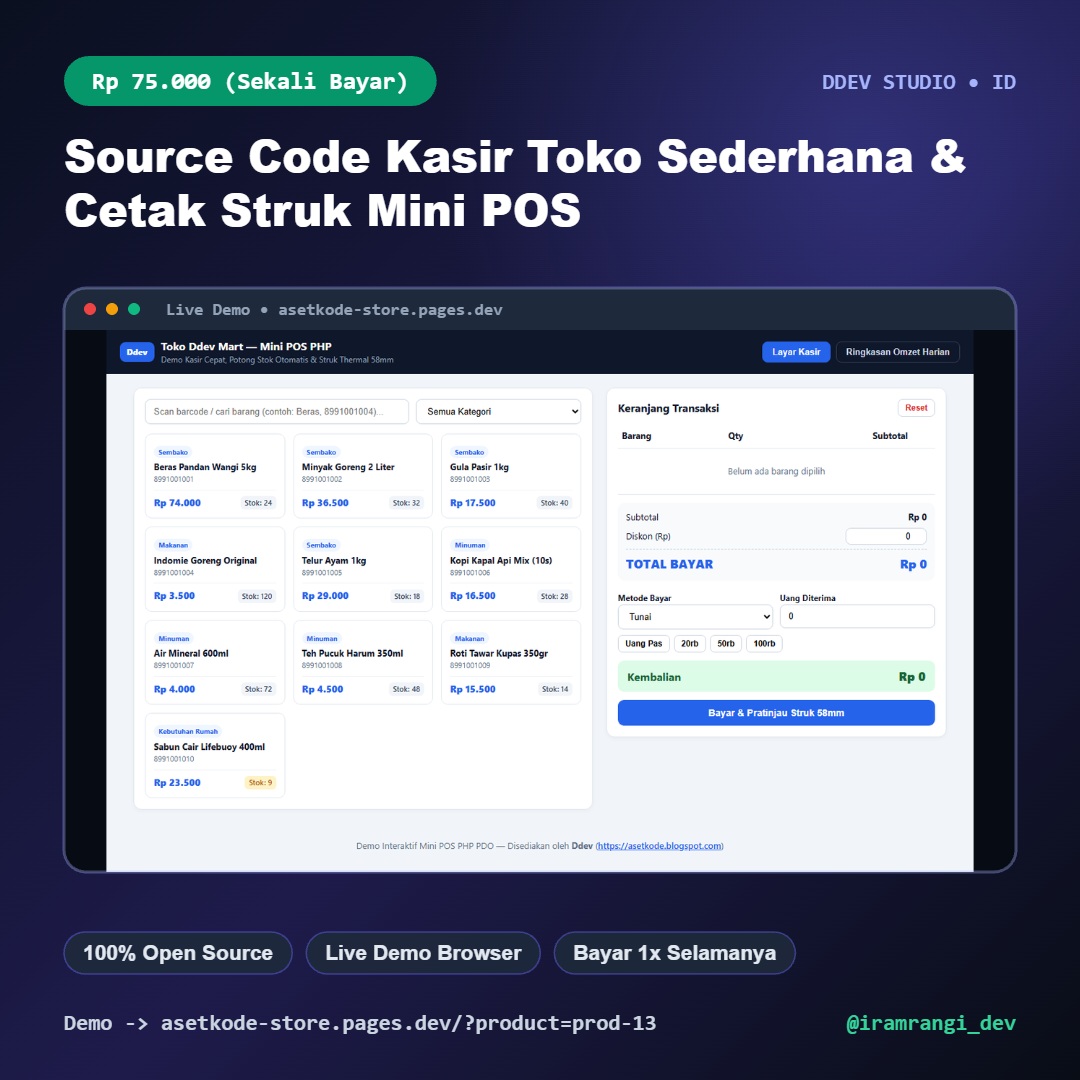 Rp 75.000 (Sekali Bayar)
DDEV STUDIO • ID
Source Code Kasir Toko Sederhana &
Cetak Struk Mini POS
Live Demo • asetkode-store.pages.dev
Ddev
Toko Ddev Mart — Mini POS PHP
Demo Kasir Cepat, Potong Stok Otomatis & Struk Thermal 58mm
Layar Kasir
Ringkasan Omzet Harian
Scan barcode / cari barang (contoh: Beras, 8991001004)...
Semua Kategori
Sembako
Beras Pandan Wangi 5kg
8991001001
Rp 74.000
Stok: 24
Sembako
Minyak Goreng 2 Liter
8991001002
Rp 36.500
Stok: 32
Sembako
Gula Pasir 1kg
8991001003
Rp 17.500
Stok: 40
Makanan
Indomie Goreng Original
8991001004
Rp 3.500
Stok: 120
Sembako
Telur Ayam 1kg
8991001005
Rp 29.000
Stok: 18
Minuman
Kopi Kapal Api Mix (10s)
8991001006
Rp 16.500
Stok: 28
Minuman
Air Mineral 600ml
8991001007
Rp 4.000
Stok: 72
Minuman
Teh Pucuk Harum 350ml
8991001008
Rp 4.500
Stok: 48
Makanan
Roti Tawar Kupas 350gr
8991001009
Rp 15.500
Stok: 14
Kebutuhan Rumah
Sabun Cair Lifebuoy 400ml
8991001010
Rp 23.500
Stok: 9
Keranjang Transaksi
Reset
Barang Qty Subtotal
Belum ada barang dipilih
Subtotal Rp 0
Diskon (Rp) 0
TOTAL BAYAR Rp 0
Metode Bayar
Tunai
Uang Diterima
0
Uang Pas 20rb 50rb 100rb
Kembalian Rp 0
Bayar & Pratinjau Struk 58mm
Demo Interaktif Mini POS PHP PDO — Disediakan oleh Ddev (https://asetkode.blogspot.com)
100% Open Source
Live Demo Browser
Bayar 1x Selamanya
Demo -> asetkode-store.pages.dev/?product=prod-13
@iramrangi_dev